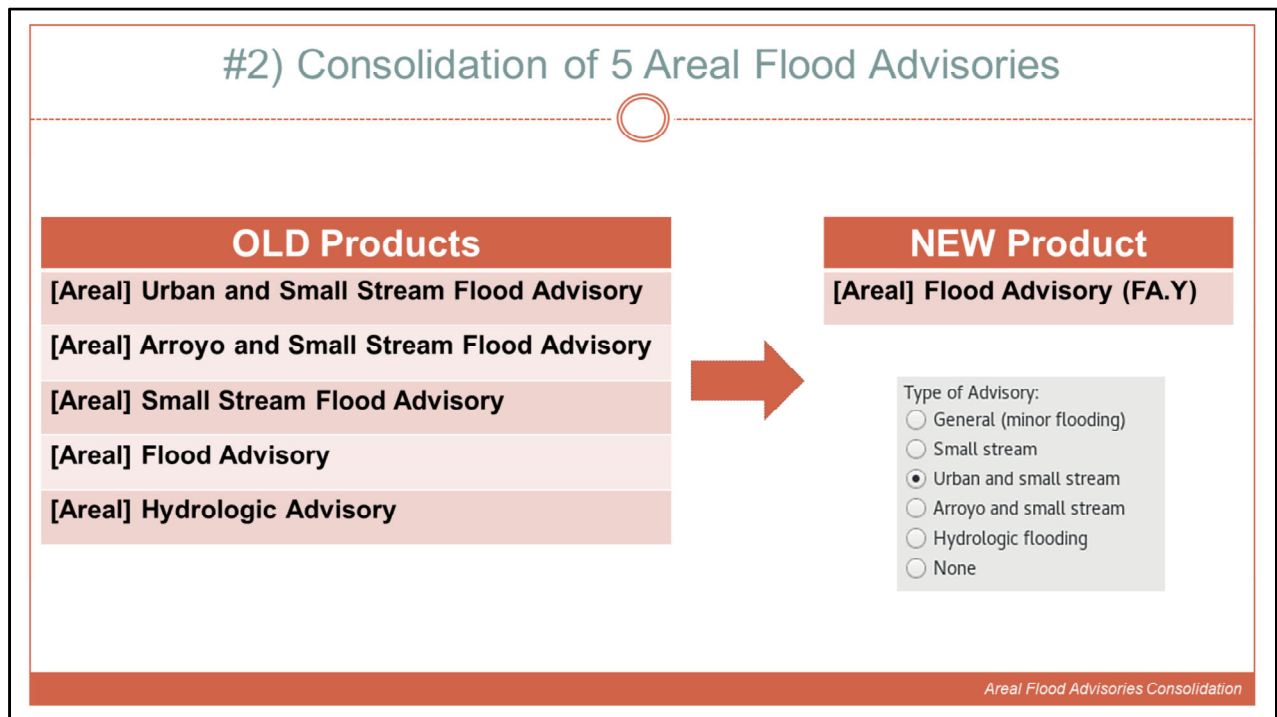 #2) Consolidation of 5 Areal Flood Advisories
OLD Products
[Areal] Urban and Small Stream Flood Advisory
[Areal] Arroyo and Small Stream Flood Advisory
[Areal] Small Stream Flood Advisory
[Areal] Flood Advisory
[Areal] Hydrologic Advisory
NEW Product
[Areal] Flood Advisory (FA.Y)
Type of Advisory:
General (minor flooding)
Small stream
Urban and small stream
Arroyo and small stream
Hydrologic flooding
None
Areal Flood Advisories Consolidation